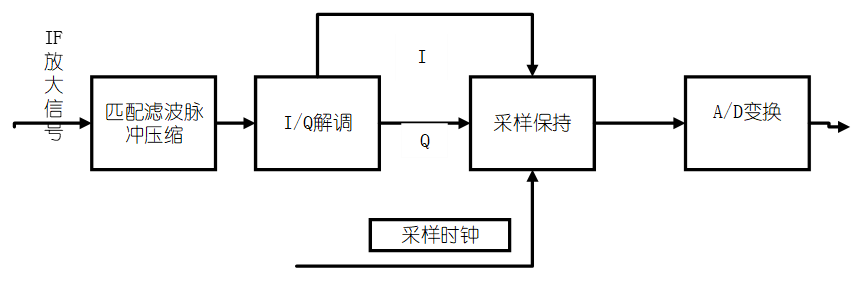 IF
放
大
信
号
I
匹配滤波脉
冲压缩
I/Q解调
Q
采样保持
A/D变换
采样时钟